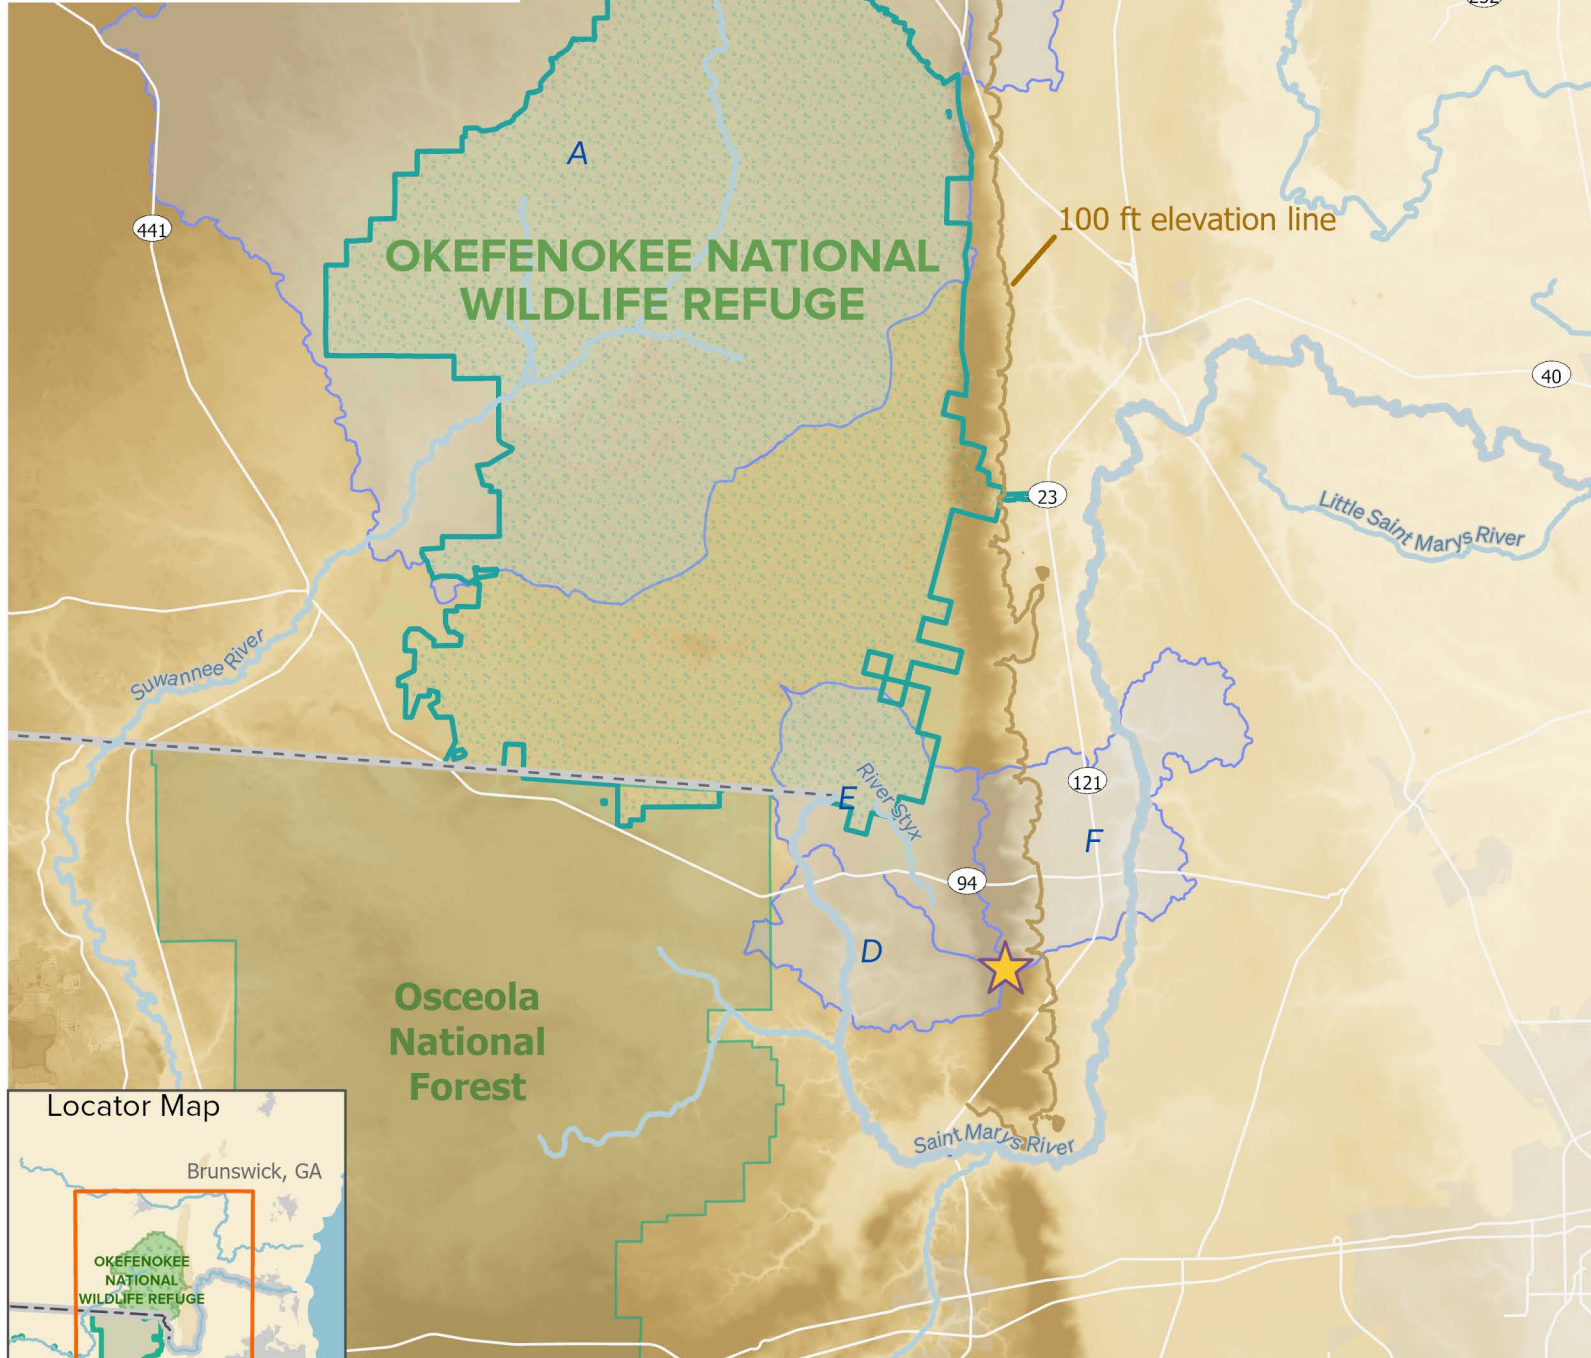 A
441
100 ft elevation line
OKEFENOKEE NATIONAL
WILDLIFE REFUGE
40
23
Little Saint Marys River
Suwannee River
River Styx
E
121
F
94
D
Osceola
National
Forest
Saint Marys River
Locator Map
Brunswick, GA
OKEFENOKEE
NATIONAL
WILDLIFE REFUGE